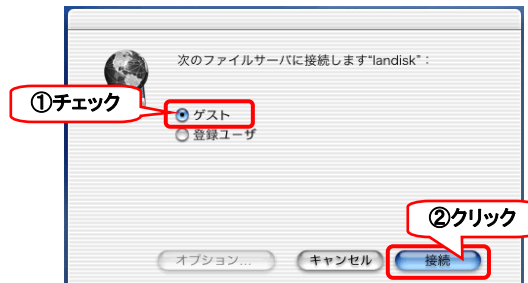 次のファイルサーバに接続します“landisk”：
①チェック
ゲスト
登録ユーザ
②クリック
オプション...
キャンセル
接続